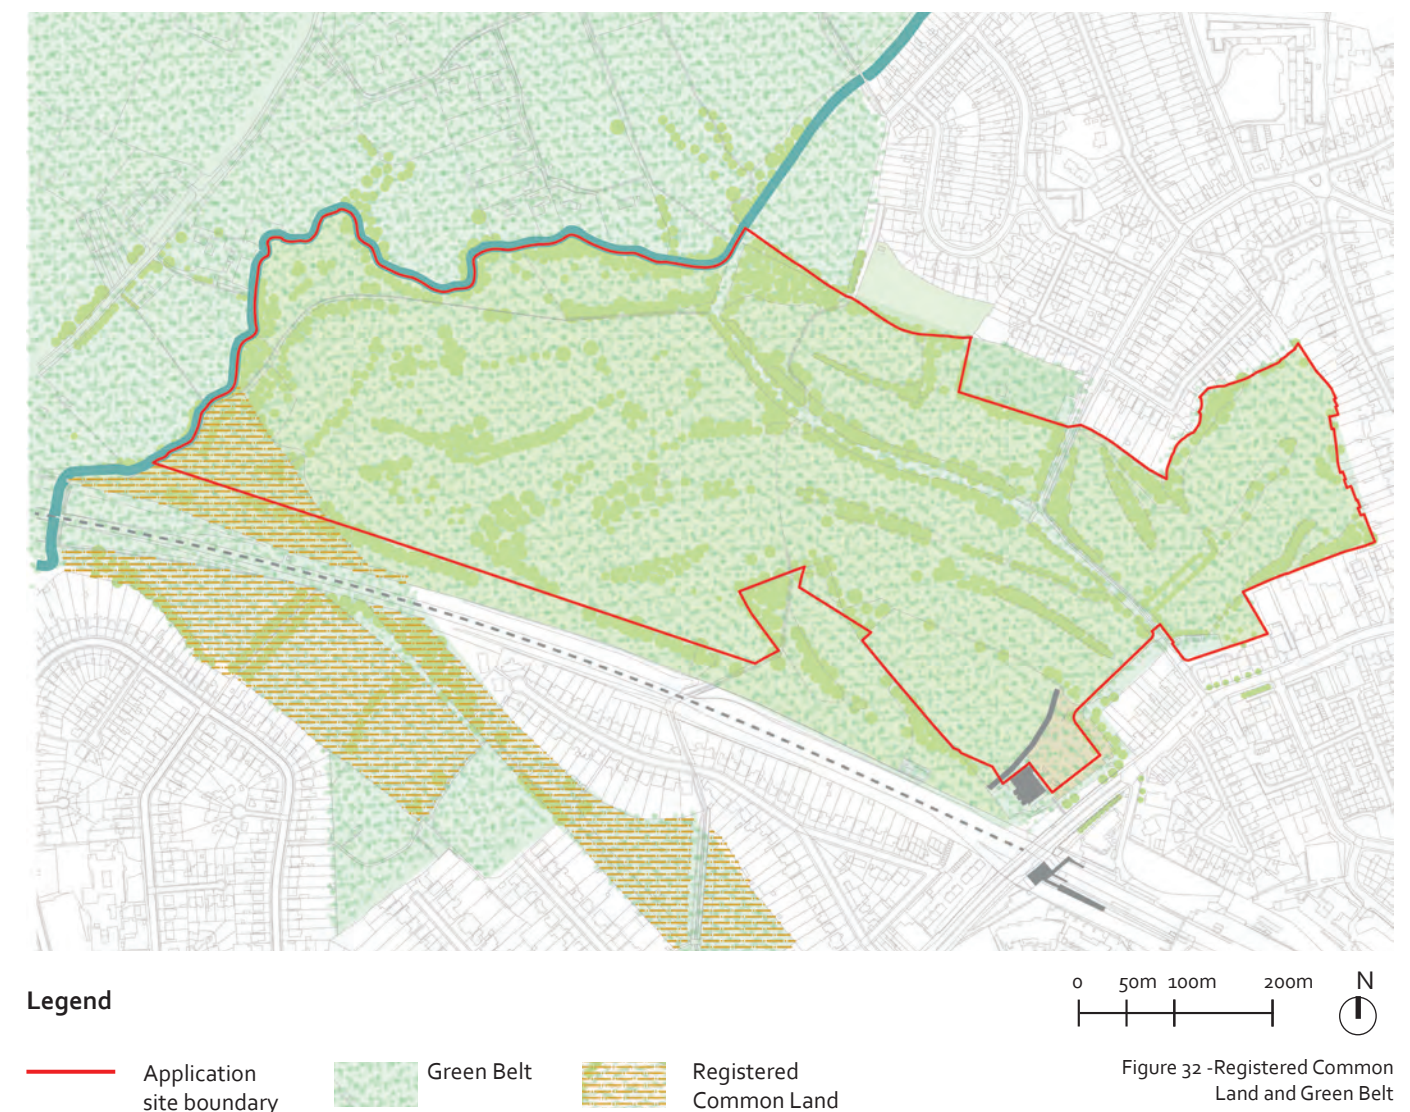 Legend
0 50m 100m 200m N
Application
site boundary
Green Belt
Registered
Common Land
Figure 32 -Registered Common
Land and Green Belt